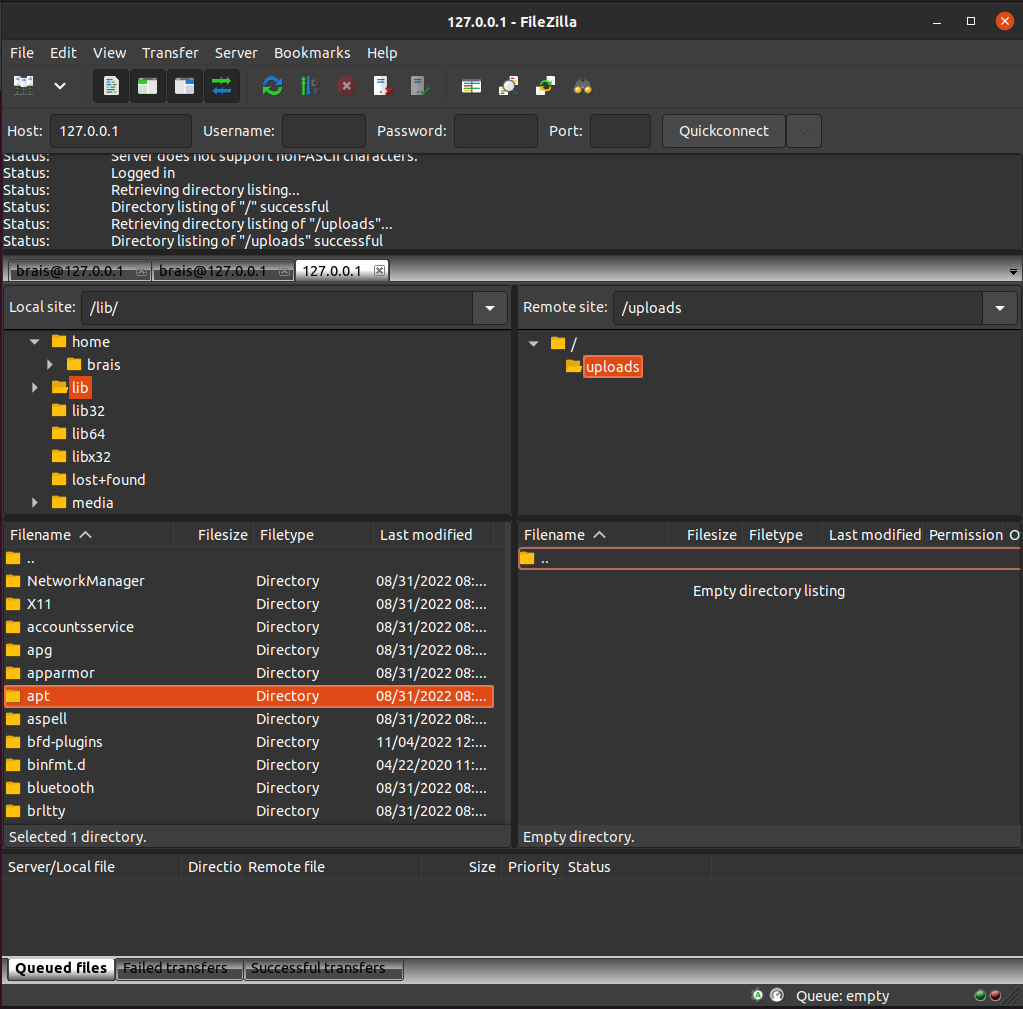 127.0.0.1 - FileZilla
File Edit View Transfer Server Bookmarks Help
Host: 127.0.0.1 Username: Password: Port: Quickconnect
Status: Server does not support non-ASCII characters.
Status: Logged in
Status: Retrieving directory listing...
Status: Directory listing of "/" successful
Status: Retrieving directory listing of "/uploads"...
Status: Directory listing of "/uploads" successful
brais@127.0.0.1 brais@127.0.0.1 127.0.0.1
Local site: /lib/
home
brais
lib
lib32
lib64
libx32
lost+found
media
Remote site: /uploads
/
uploads
Filename Filesize Filetype Last modified
..
NetworkManager Directory 08/31/2022 08:...
X11 Directory 08/31/2022 08:...
accountsservice Directory 08/31/2022 08:...
apg Directory 08/31/2022 08:...
apparmor Directory 08/31/2022 08:...
apt Directory 08/31/2022 08:...
aspell Directory 08/31/2022 08:...
bfd-plugins Directory 11/04/2022 12:...
binfmt.d Directory 04/22/2020 11:...
bluetooth Directory 08/31/2022 08:...
brltty Directory 08/31/2022 08:...
Selected 1 directory.
Filename Filesize Filetype Last modified Permission O
..
Empty directory listing
Empty directory.
Server/Local file Directio Remote file Size Priority Status
Queued files Failed transfers Successful transfers
Queue: empty